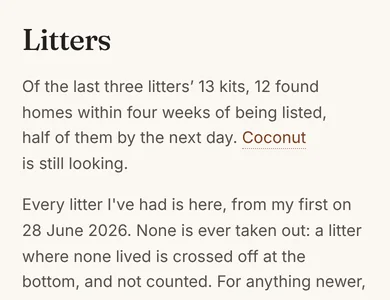 Litters
Of the last three litters’ 13 kits, 12 found
homes within four weeks of being listed,
half of them by the next day. Coconut
is still looking.
Every litter I've had is here, from my first on
28 June 2026. None is ever taken out: a litter
where none lived is crossed off at the
bottom, and not counted. For anything newer,